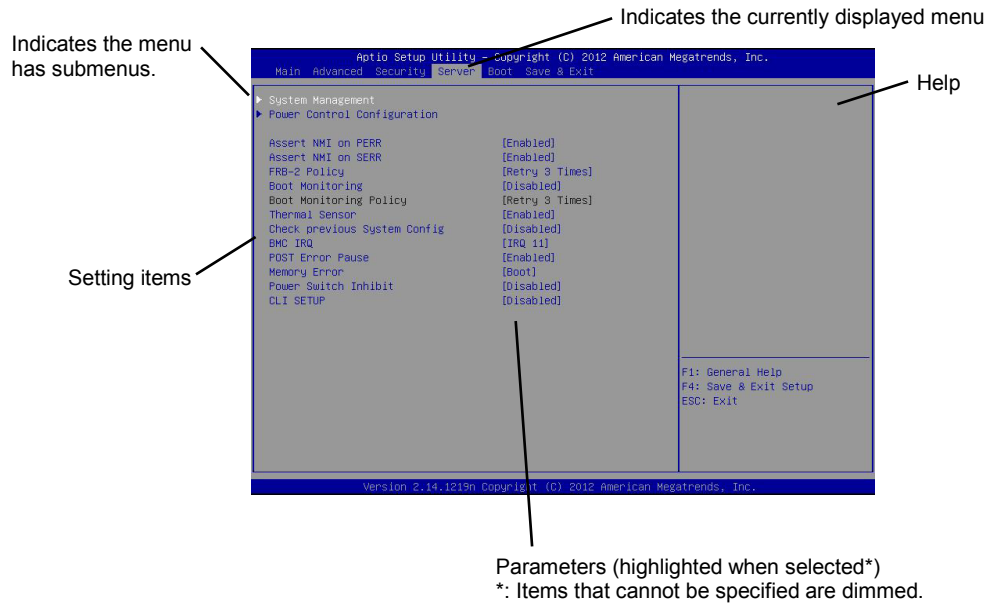 Indicates the currently displayed menu
Indicates the menu
has submenus.
Aptio Setup Utility – Copyright (C) 2012 American Megatrends, Inc.
Main Advanced Security Server Boot Save & Exit
Help
System Management
Power Control Configuration
Assert NMI on PERR [Enabled]
Assert NMI on SERR [Enabled]
FRB-2 Policy [Retry 3 Times]
Boot Monitoring [Disabled]
Boot Monitoring Policy [Retry 3 Times]
Thermal Sensor [Enabled]
Check previous System Config [Disabled]
BMC IRQ [IRQ 11]
POST Error Pause [Enabled]
Memory Error [Boot]
Power Switch Inhibit [Disabled]
CLI SETUP [Disabled]
Setting items
F1: General Help
F4: Save & Exit Setup
ESC: Exit
Version 2.14.1219n Copyright (C) 2012 American Megatrends, Inc.
Parameters (highlighted when selected*)
*: Items that cannot be specified are dimmed.